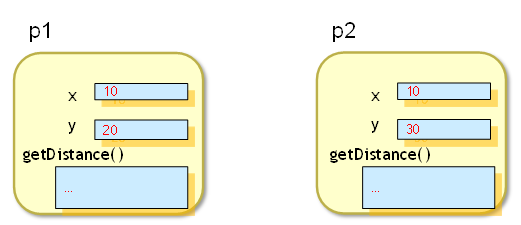 p1 p2
x 10 x 10
y 20 y 30
getDistance() getDistance()
... ...